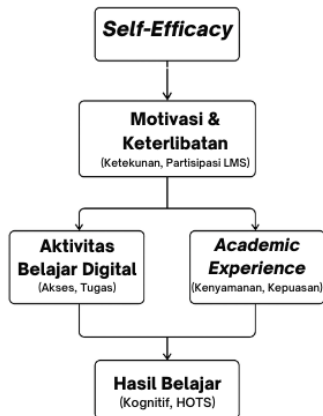 Self-Efficacy
Motivasi &
Keterlibatan
(Ketekunan, Partisipasi LMS)
Aktivitas
Belajar Digital
(Akses, Tugas)
Academic
Experience
(Kenyamanan, Kepuasan)
Hasil Belajar
(Kognitif, HOTS)